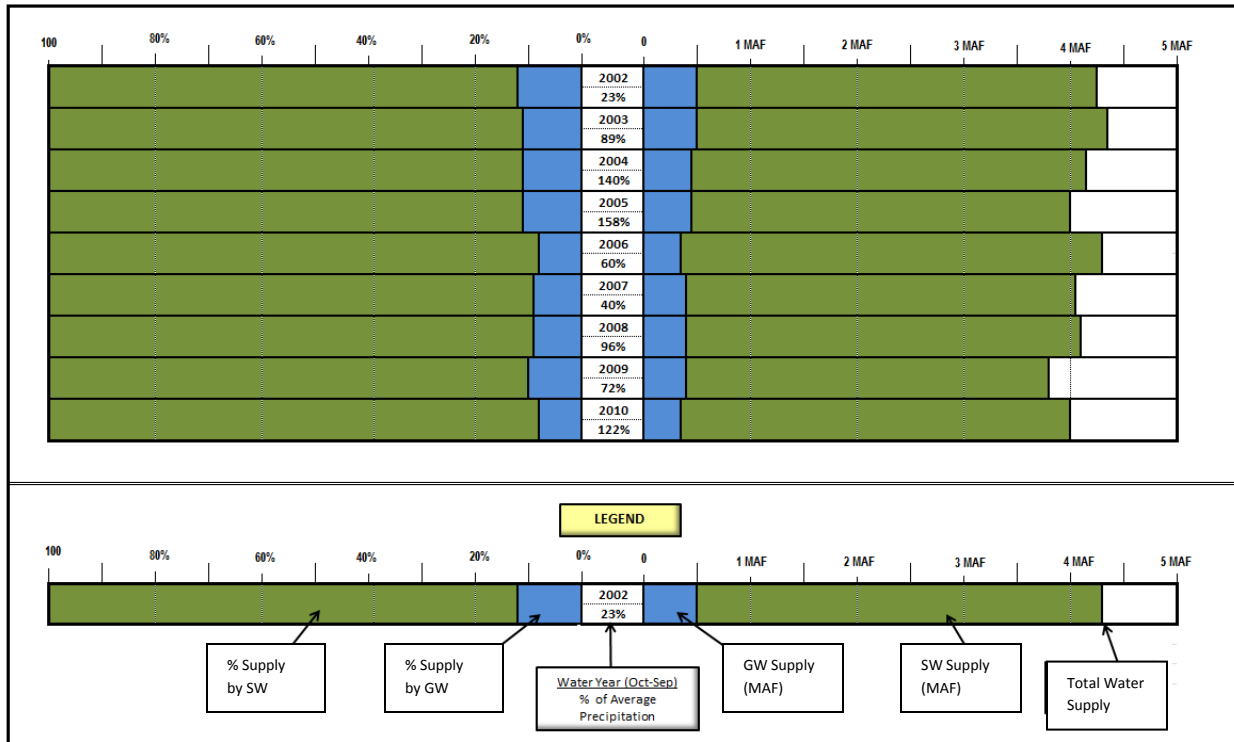 100 80% 60% 40% 20% 0% 0 1 MAF 2 MAF 3 MAF 4 MAF 5 MAF
2002
23%
2003
89%
2004
140%
2005
158%
2006
60%
2007
40%
2008
96%
2009
72%
2010
122%
LEGEND
100 80% 60% 40% 20% 0% 0 1 MAF 2 MAF 3 MAF 4 MAF 5 MAF
2002
23%
% Supply
by SW
% Supply
by GW
Water Year (Oct-Sep)
% of Average
Precipitation
GW Supply
(MAF)
SW Supply
(MAF)
Total Water
Supply